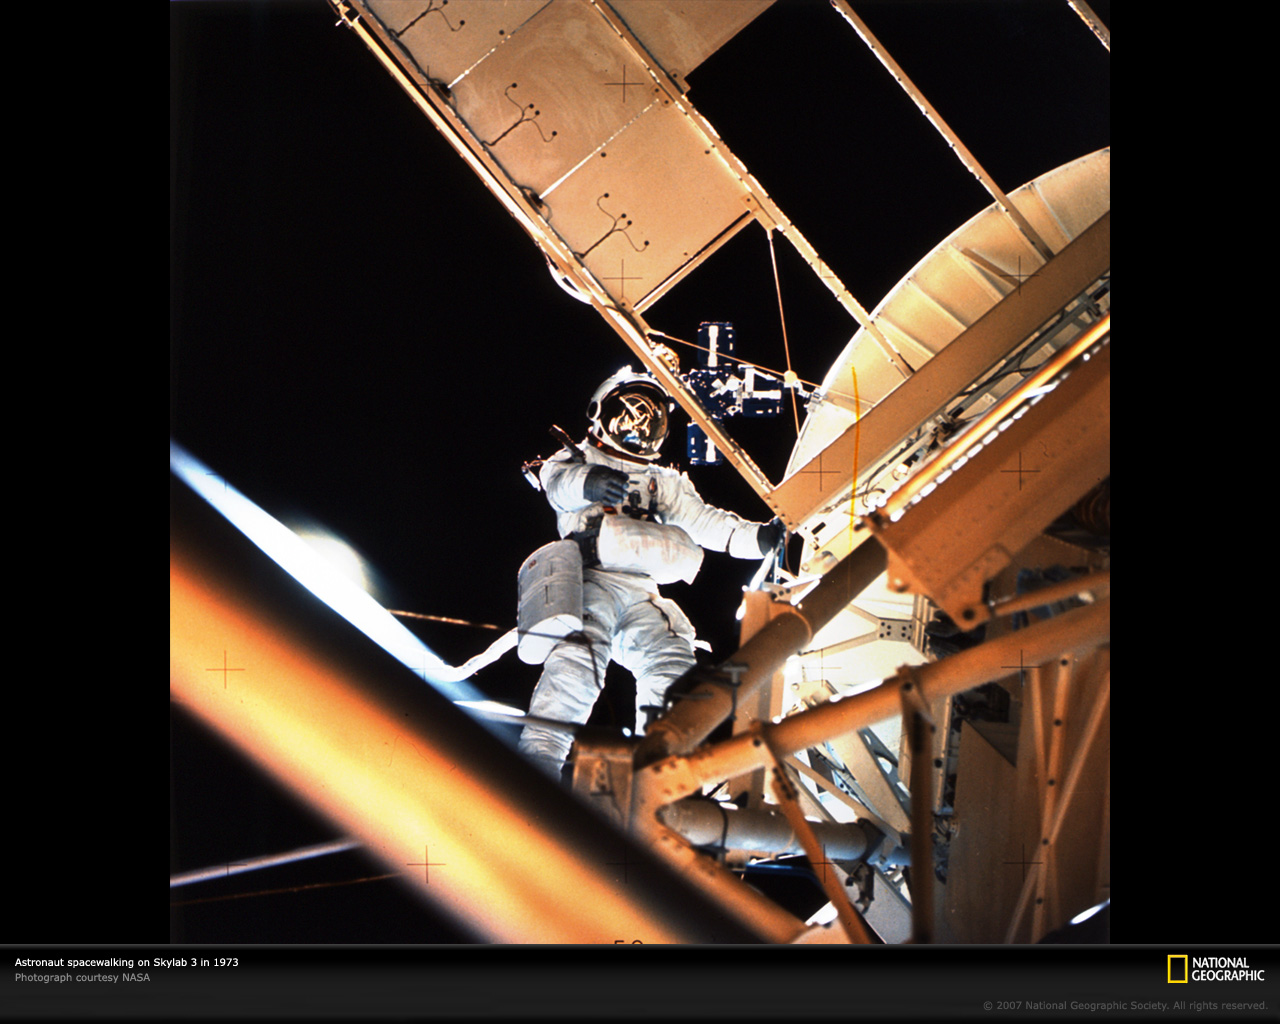 Astronaut spacewalking on Skylab 3 in 1973
Photograph courtesy NASA
NATIONAL
GEOGRAPHIC
© 2007 National Geographic Society. All rights reserved.